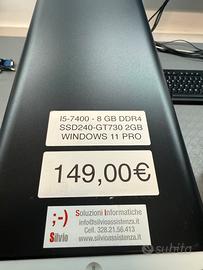 I5-7400 - 8 GB DDR4
SSD240-GT730 2GB
WINDOWS 11 PRO
149,00€
;-)
Silvio
Soluzioni Informatiche
info@silvioassistenza.it
Cell. 328.21.56.413
www.silvioassistenza.it
subito